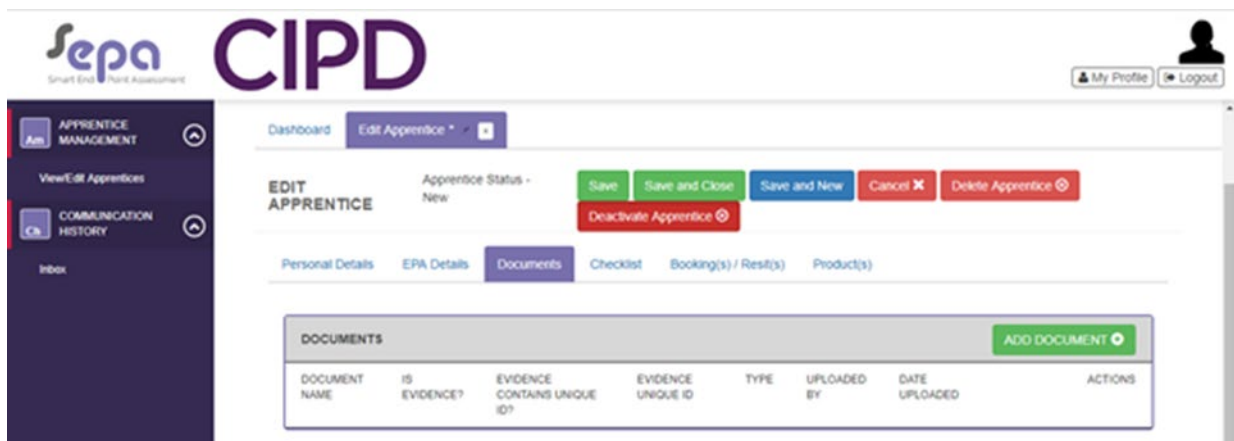 Sepa
Smart End Point Assessment
CIPD
My Profile
Logout
Am
APPRENTICE
MANAGEMENT
View/Edit Apprentices
Ch
COMMUNICATION
HISTORY
Inbox
Dashboard
Edit Apprentice *
x
EDIT
APPRENTICE
Apprentice Status -
New
Save
Save and Close
Save and New
Cancel
Delete Apprentice
Deactivate Apprentice
Personal Details
EPA Details
Documents
Checklist
Booking(s) / Resit(s)
Product(s)
DOCUMENTS
ADD DOCUMENT
DOCUMENT
NAME
IS
EVIDENCE?
EVIDENCE
CONTAINS UNIQUE
ID?
EVIDENCE
UNIQUE ID
TYPE
UPLOADED
BY
DATE
UPLOADED
ACTIONS